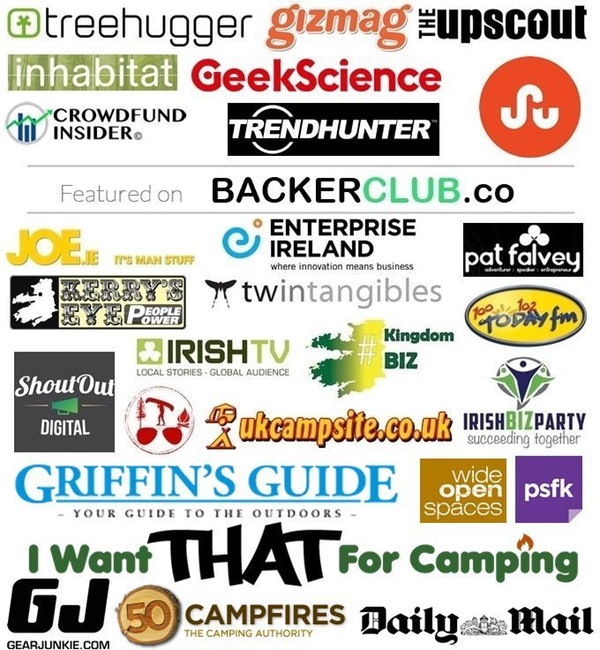 treehugger
gizmag
THE upscout
inhabitat
GeekScience
CROWDFUND
INSIDER©
TRENDHUNTER™
Featured on BACKERCLUB.co
JOE.IE IT'S MAN STUFF
ENTERPRISE
IRELAND
where innovation means business
pat falvey
adventurer | speaker | entrepreneur
KERRY'S
EYE PEOPLE
POWER
twintangibles
100 102
TODAY fm
IRISHTV
LOCAL STORIES - GLOBAL AUDIENCE
# Kingdom
BIZ
ShoutOut
DIGITAL
ukcampsite.co.uk
IRISHBIZPARTY
succeeding together
GRIFFIN'S GUIDE
- YOUR GUIDE TO THE OUTDOORS -
wide
open
spaces
psfk
I Want THAT For Camping
GJ
GEARJUNKIE.COM
50 CAMPFIRES
THE CAMPING AUTHORITY
Daily Mail